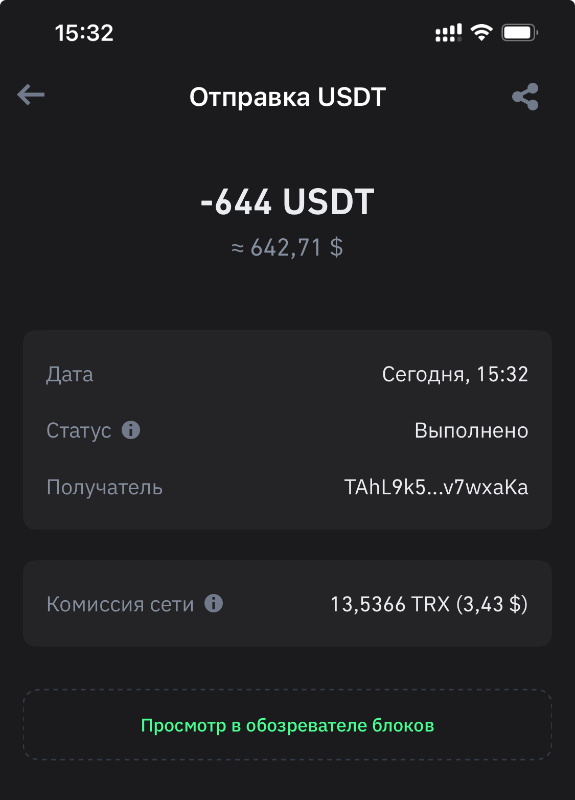 15:32
Отправка USDT
-644 USDT
≈ 642,71 $
Дата Сегодня, 15:32
Статус Выполнено
Получатель TAhL9k5...v7wxaKa
Комиссия сети 13,5366 TRX (3,43 $)
Просмотр в обозревателе блоков